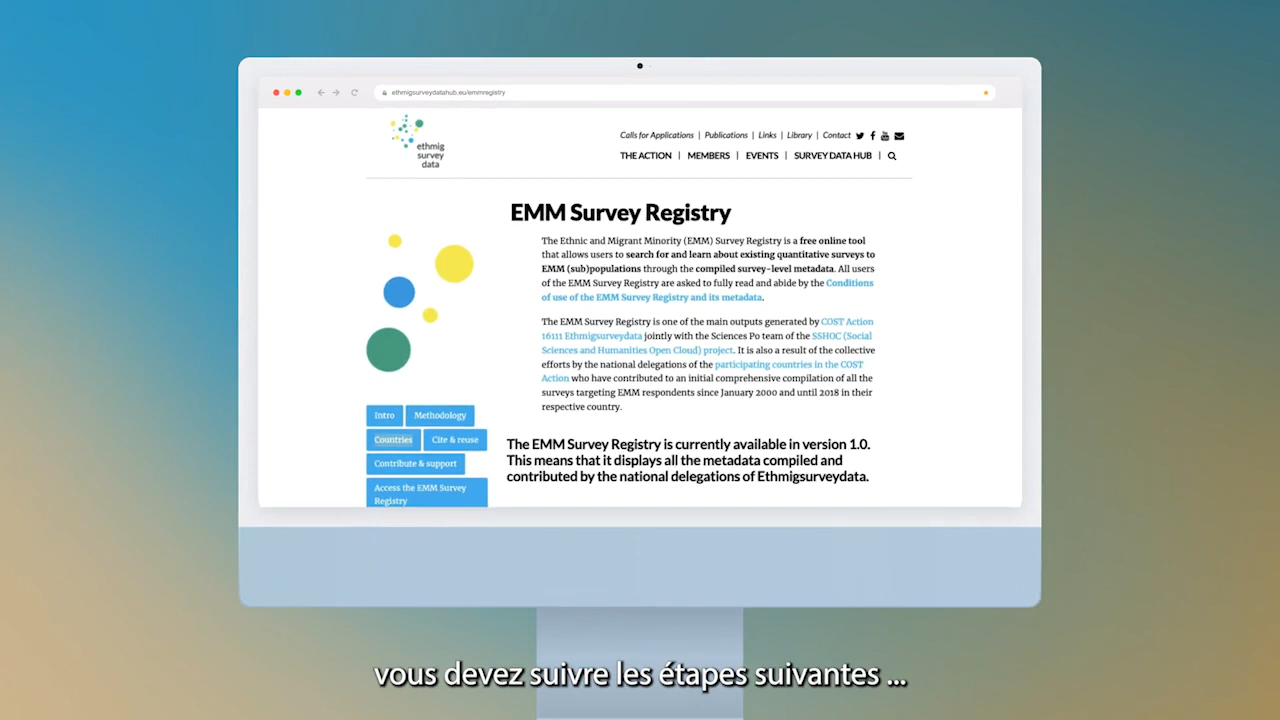 ethmigsurveydatahub.eu/emmregistry
ethmig
survey
data
Calls for Applications | Publications | Links | Library | Contact
THE ACTION | MEMBERS | EVENTS | SURVEY DATA HUB |
EMM Survey Registry
The Ethnic and Migrant Minority (EMM) Survey Registry is a free online tool
that allows users to search for and learn about existing quantitative surveys to
EMM (sub)populations through the compiled survey-level metadata. All users
of the EMM Survey Registry are asked to fully read and abide by the Conditions
of use of the EMM Survey Registry and its metadata.
The EMM Survey Registry is one of the main outputs generated by COST Action
16111 Ethmigsurveydata jointly with the Sciences Po team of the SSHOC (Social
Sciences and Humanities Open Cloud) project. It is also a result of the collective
efforts by the national delegations of the participating countries in the COST
Action who have contributed to an initial comprehensive compilation of all the
surveys targeting EMM respondents since January 2000 and until 2018 in their
respective country.
Intro Methodology
Countries Cite & reuse
Contribute & support
Access the EMM Survey
Registry
The EMM Survey Registry is currently available in version 1.0.
This means that it displays all the metadata compiled and
contributed by the national delegations of Ethmigsurveydata.
vous devez suivre les étapes suivantes ...